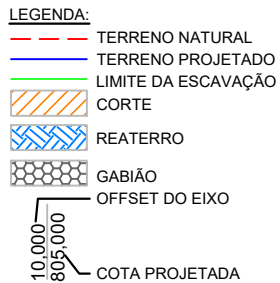 LEGENDA:
TERRENO NATURAL
TERRENO PROJETADO
LIMITE DA ESCAVAÇÃO
CORTE
REATERRO
GABIÃO
OFFSET DO EIXO
10,000
805,000
COTA PROJETADA